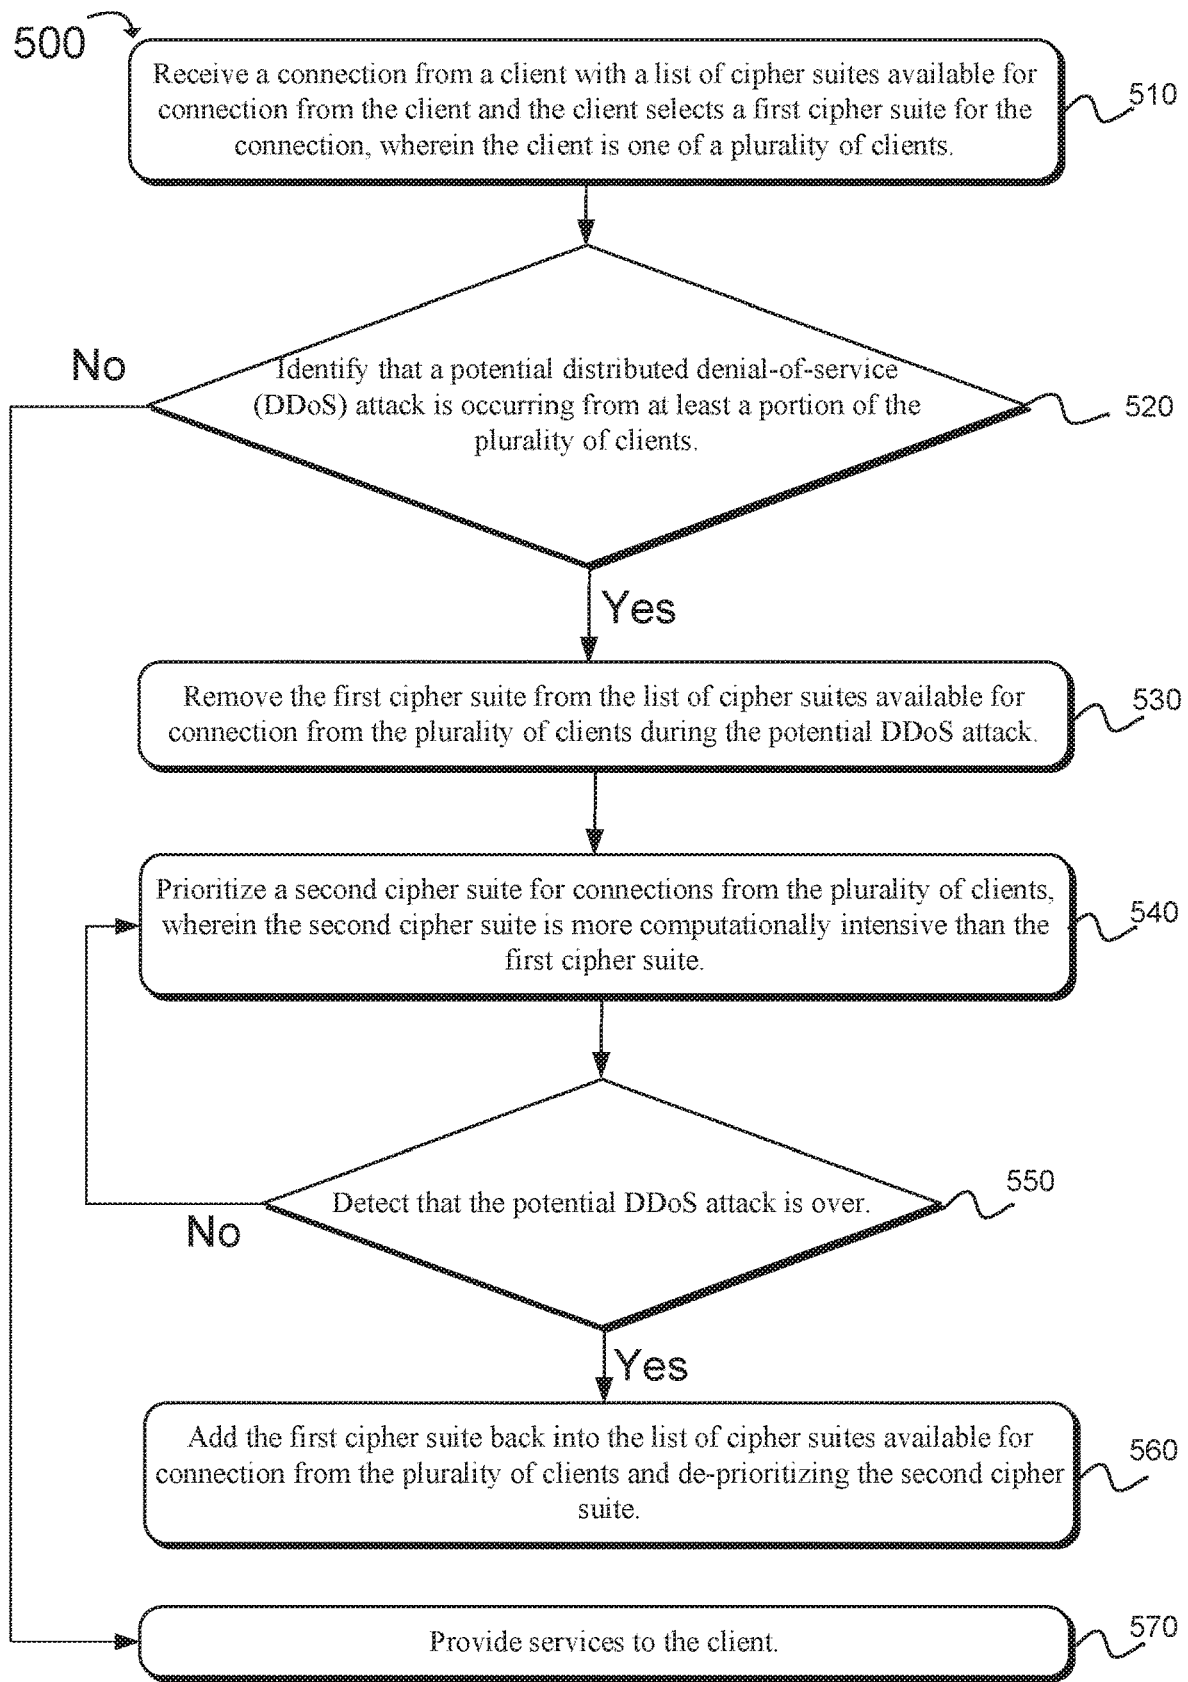 500
Receive a connection from a client with a list of cipher suites available for
connection from the client and the client selects a first cipher suite for the
connection, wherein the client is one of a plurality of clients.
510
No
Identify that a potential distributed denial-of-service
(DDoS) attack is occurring from at least a portion of the
plurality of clients.
520
Yes
Remove the first cipher suite from the list of cipher suites available for
connection from the plurality of clients during the potential DDoS attack.
530
Prioritize a second cipher suite for connections from the plurality of clients,
wherein the second cipher suite is more computationally intensive than the
first cipher suite.
540
Detect that the potential DDoS attack is over.
550
No
Yes
Add the first cipher suite back into the list of cipher suites available for
connection from the plurality of clients and de-prioritizing the second cipher
suite.
560
Provide services to the client.
570